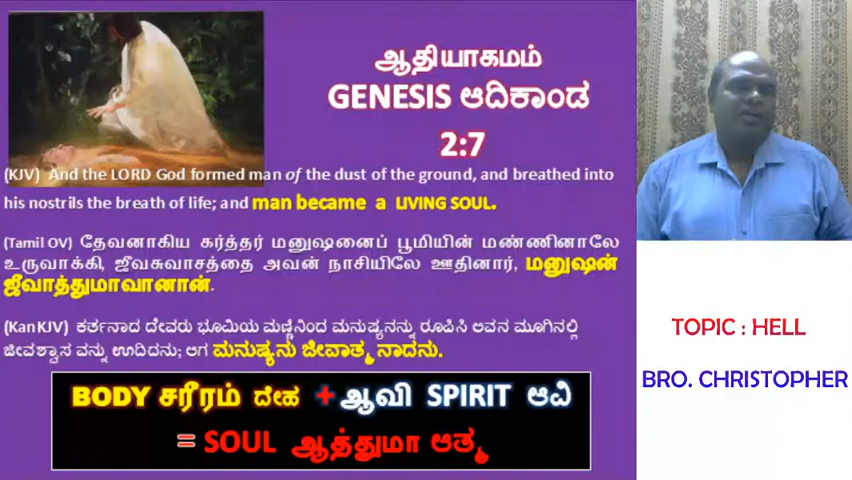 ஆதியாகமம்
GENESIS ಆದಿಕಾಂಡ
2:7
(KJV) And the LORD God formed man of the dust of the ground, and breathed into
his nostrils the breath of life; and man became a LIVING SOUL.
(Tamil OV) தேவனாகிய கர்த்தர் மனுஷனைப் பூமியின் மண்ணினாலே
உருவாக்கி, ஜீவசுவாசத்தை அவன் நாசியிலே ஊதினார், மனுஷன்
ஜீவாத்துமாவானான்.
(Kan KJV) ಕರ್ತನಾದ ದೇವರು ಭೂಮಿಯ ಮಣ್ಣಿನಿಂದ ಮನುಷ್ಯನನ್ನು ರೂಪಿಸಿ ಅವನ ಮೂಗಿನಲ್ಲಿ
ಜೀವಶ್ವಾಸ ವನ್ನು ಊದಿದನು; ಆಗ ಮನುಷ್ಯನು ಜೀವಾತ್ಮ ನಾದನು.
BODY சரீரம் ದೇಹ + ஆவி SPIRIT ಆವಿ
= SOUL ஆத்துமா ಆತ್ಮ
TOPIC : HELL
BRO. CHRISTOPHER